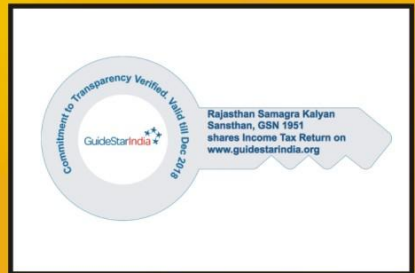 Commitment to Transparency Verified. Valid till Dec 2018
GuideStarIndia
Rajasthan Samagra Kalyan
Sansthan, GSN 1951
shares Income Tax Return on
www.guidestarindia.org